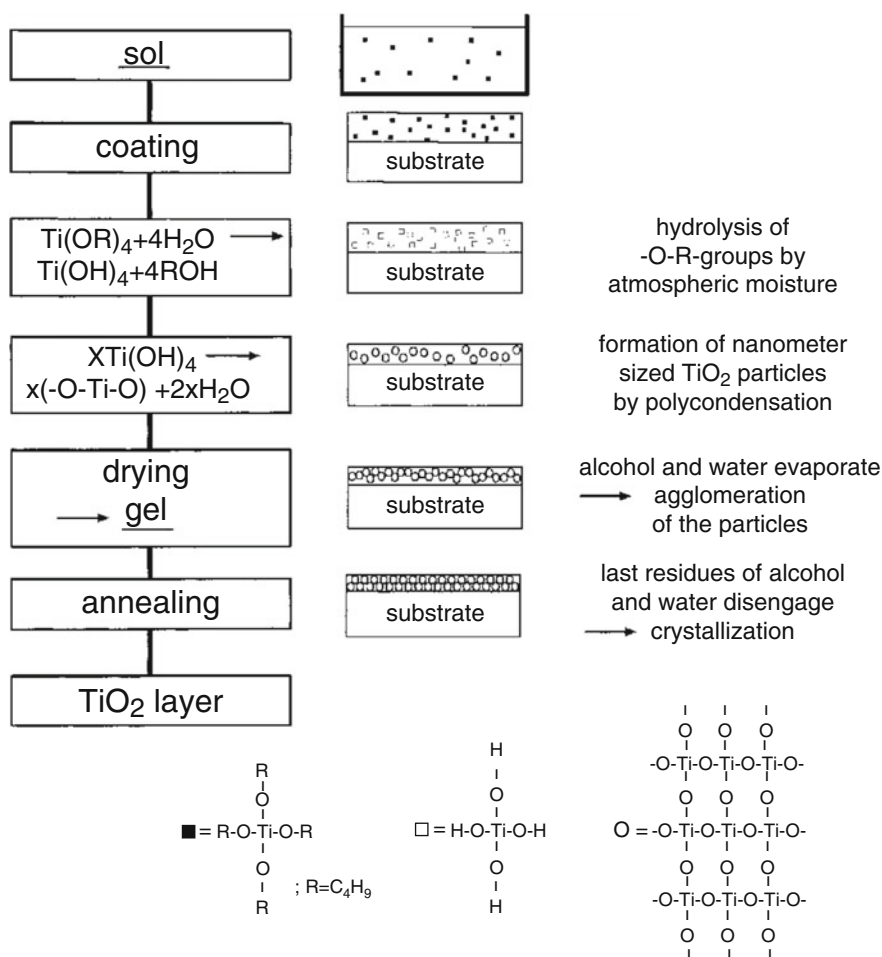 sol
coating
substrate
Ti(OR)₄+4H₂O ⟶
Ti(OH)₄+4ROH
substrate
hydrolysis of
-O-R-groups by
atmospheric moisture
XTi(OH)₄ ⟶
x(-O-Ti-O) +2xH₂O
substrate
formation of nanometer
sized TiO₂ particles
by polycondensation
drying
⟶ gel
substrate
alcohol and water evaporate
⟶ agglomeration
of the particles
annealing
substrate
last residues of alcohol
and water disengage
⟶ crystallization
TiO₂ layer
R
O
■ = R-O-Ti-O-R
O
R
; R=C₄H₉
H
O
□ = H-O-Ti-O-H
O
H
O O O
-O-Ti-O-Ti-O-Ti-O-
O O O
O = -O-Ti-O-Ti-O-Ti-O-
O O O
-O-Ti-O-Ti-O-Ti-O-
O O O